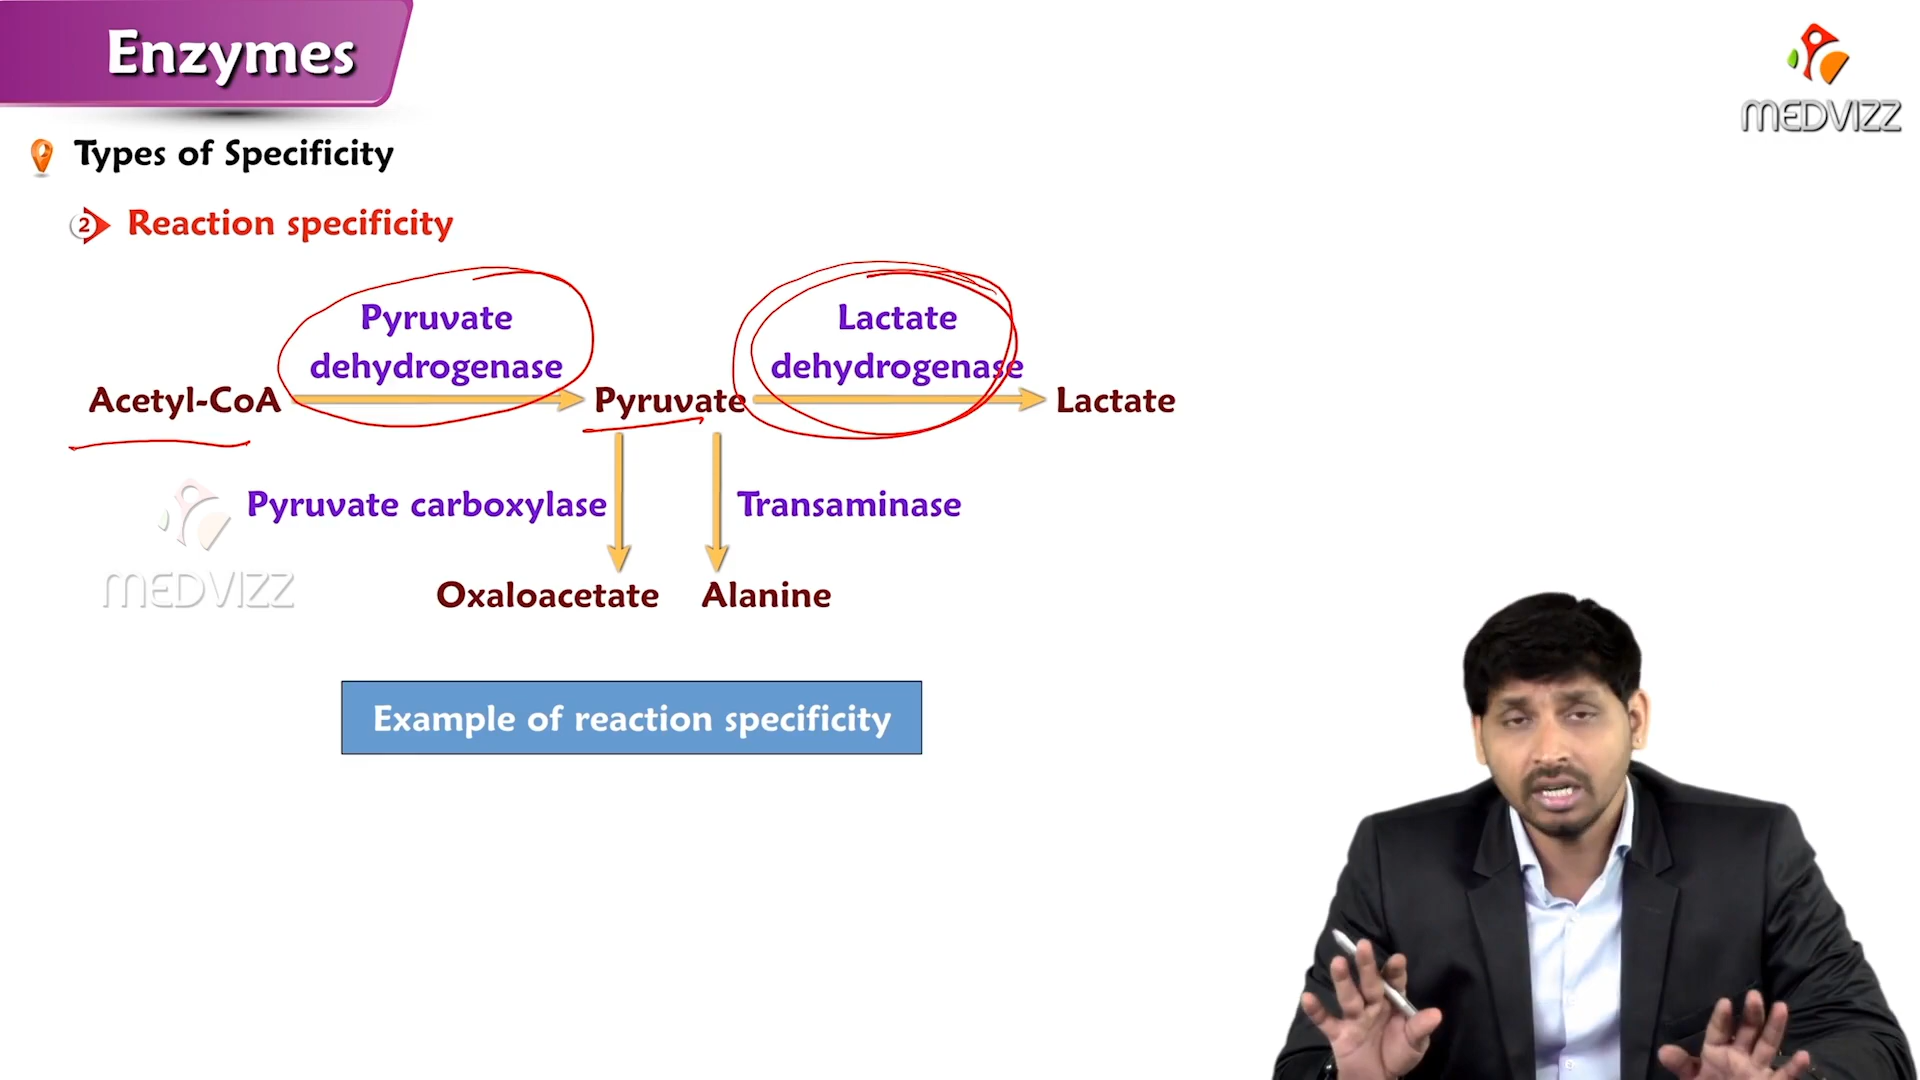 Enzymes
MEDVIZZ
Types of Specificity
2 Reaction specificity
Pyruvate
dehydrogenase
Lactate
dehydrogenase
Acetyl-CoA
Pyruvate
Lactate
Pyruvate carboxylase
Transaminase
MEDVIZZ
Oxaloacetate
Alanine
Example of reaction specificity